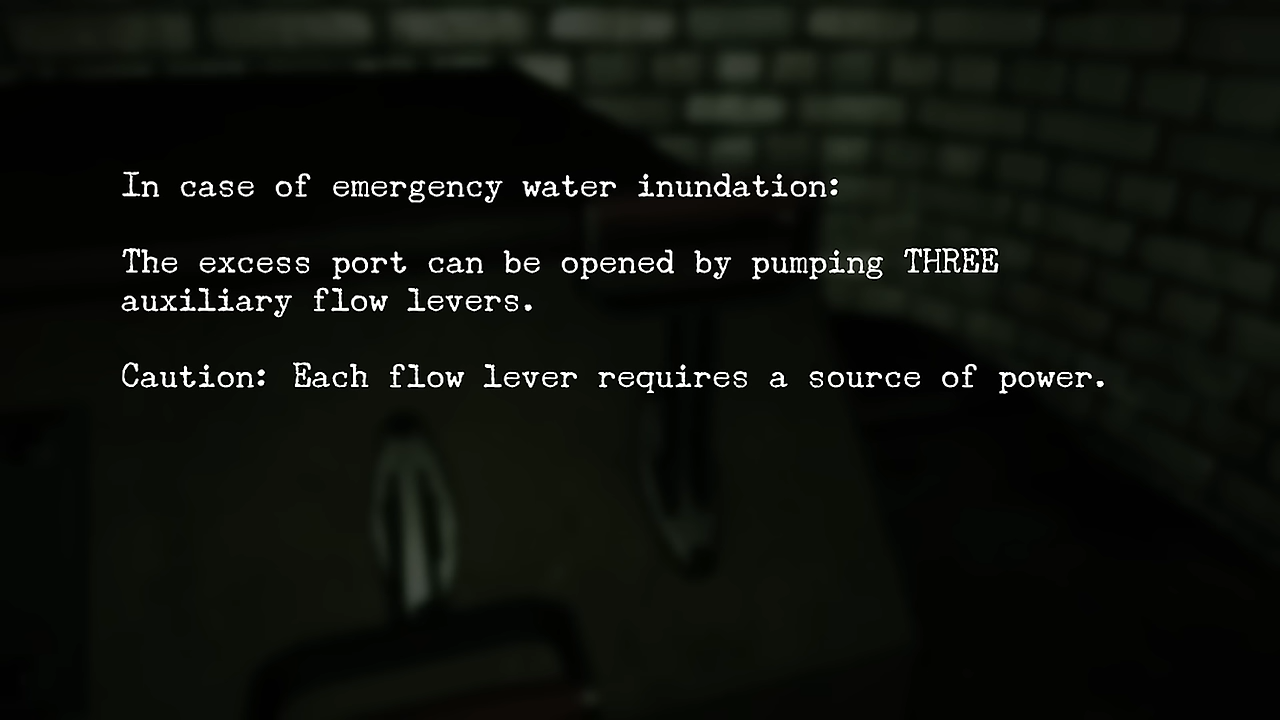 In case of emergency water inundation:
The excess port can be opened by pumping THREE
auxiliary flow levers.
Caution: Each flow lever requires a source of power.